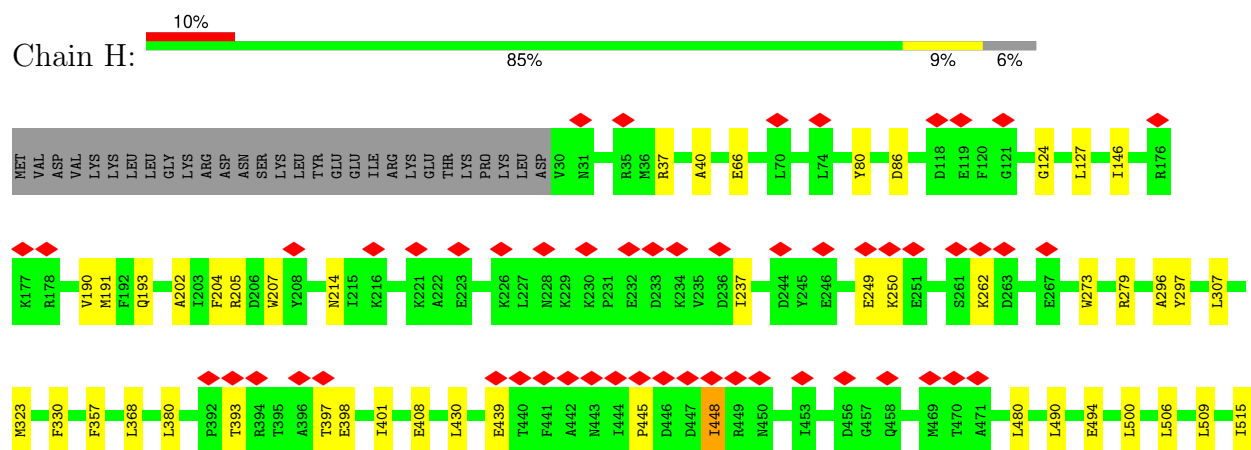 10%
Chain H:
85% 9% 6%
MET VAL ASP VAL VAL LYS LYS LEU LEU GLY LYS ARG ASP ASN SER LYS LEU TYR GLU GLU ILE ARG LYS GLU THR LYS PRO LYS LEU ASP V30 N31 R35 M36 R37 A40 E66 L70 L74 Y80 D86 D118 E119 F120 G121 G124 L127 I146 R176
K177 R178 V190 M191 F192 Q193 A202 I203 F204 R205 D206 W207 Y208 N214 I215 K216 K221 A222 E223 K226 L227 N228 K229 K230 P231 E232 D233 K234 V235 D236 I237 D244 Y245 E246 E249 K250 E251 S261 K262 D263 E267 W273 R279 A296 Y297 L307
M323 F330 F357 L368 L380 P392 T393 R394 T395 A396 T397 E398 I401 E408 L430 E439 T440 F441 A442 N443 I444 P445 D446 D447 I448 R449 N450 I453 D456 G457 Q458 M469 T470 A471 L480 L490 E494 L500 L506 L509 I515